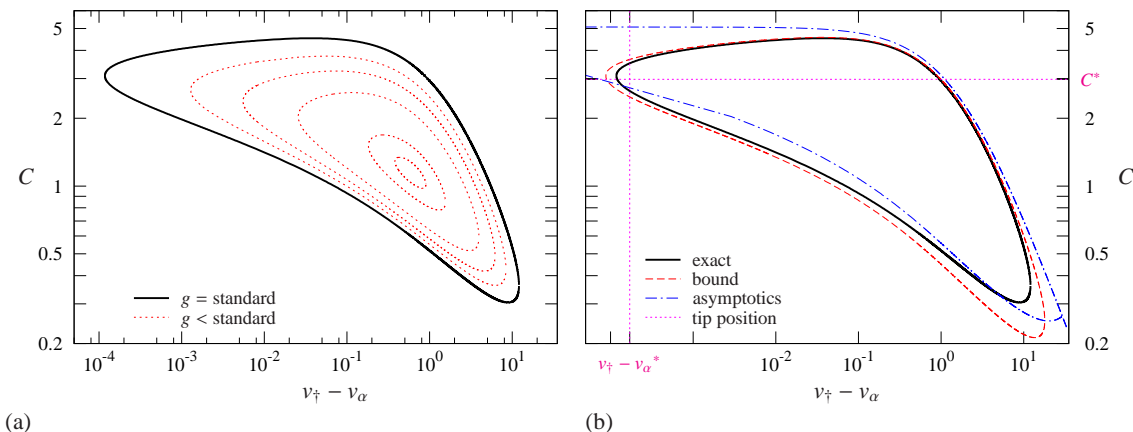 5
2
C
1
0.5
0.2
g = standard
g < standard
10^-4
10^-3
10^-2
10^-1
10^0
10^1
v† − vα
(a)
5
C*
2
C
1
0.5
0.2
exact
bound
asymptotics
tip position
v† − vα*
10^-2
10^-1
10^0
10^1
v† − vα
(b)